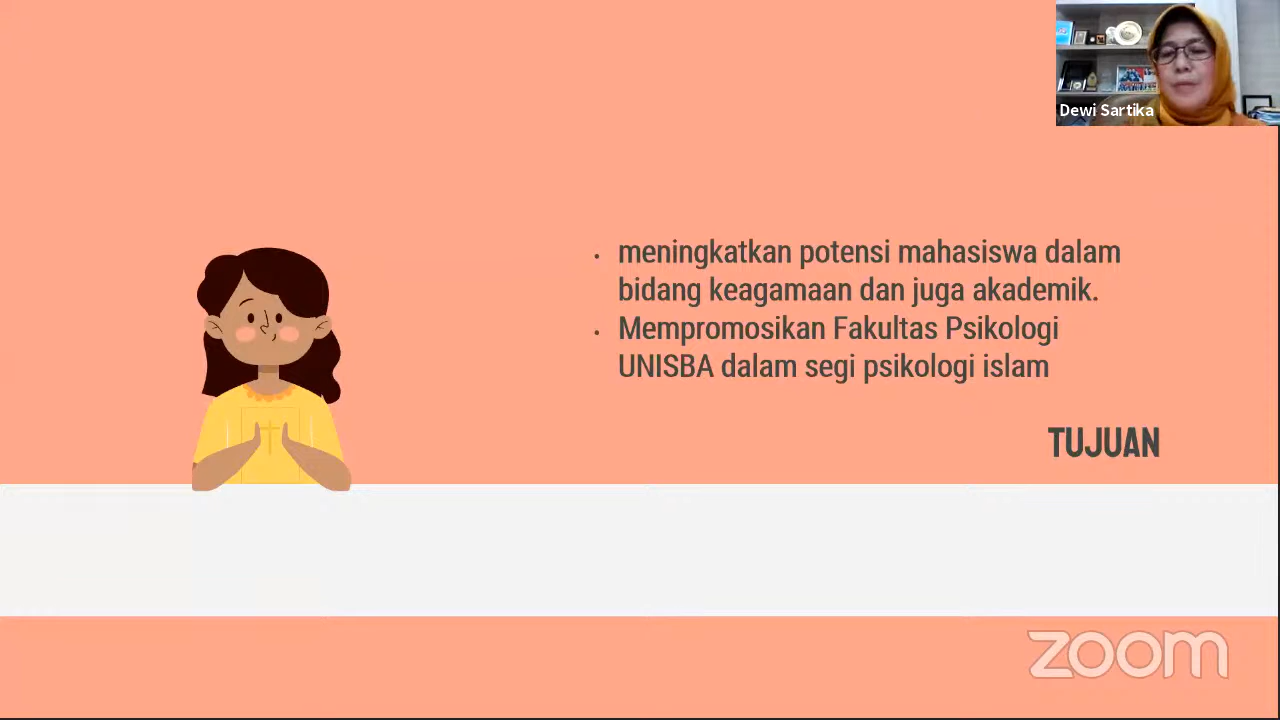 Dewi Sartika
• meningkatkan potensi mahasiswa dalam
bidang keagamaan dan juga akademik.
• Mempromosikan Fakultas Psikologi
UNISBA dalam segi psikologi islam
TUJUAN
zoom